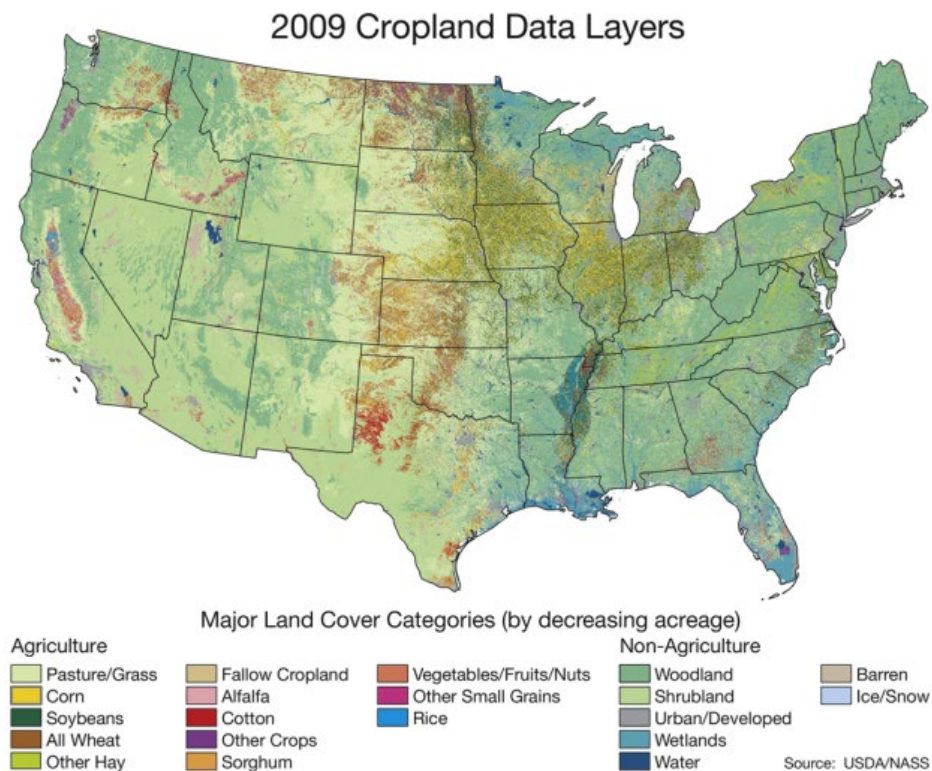 2009 Cropland Data Layers
Major Land Cover Categories (by decreasing acreage)
Agriculture
Pasture/Grass
Corn
Soybeans
All Wheat
Other Hay
Fallow Cropland
Alfalfa
Cotton
Other Crops
Sorghum
Vegetables/Fruits/Nuts
Other Small Grains
Rice
Non-Agriculture
Woodland
Shrubland
Urban/Developed
Wetlands
Water
Barren
Ice/Snow
Source: USDA/NASS